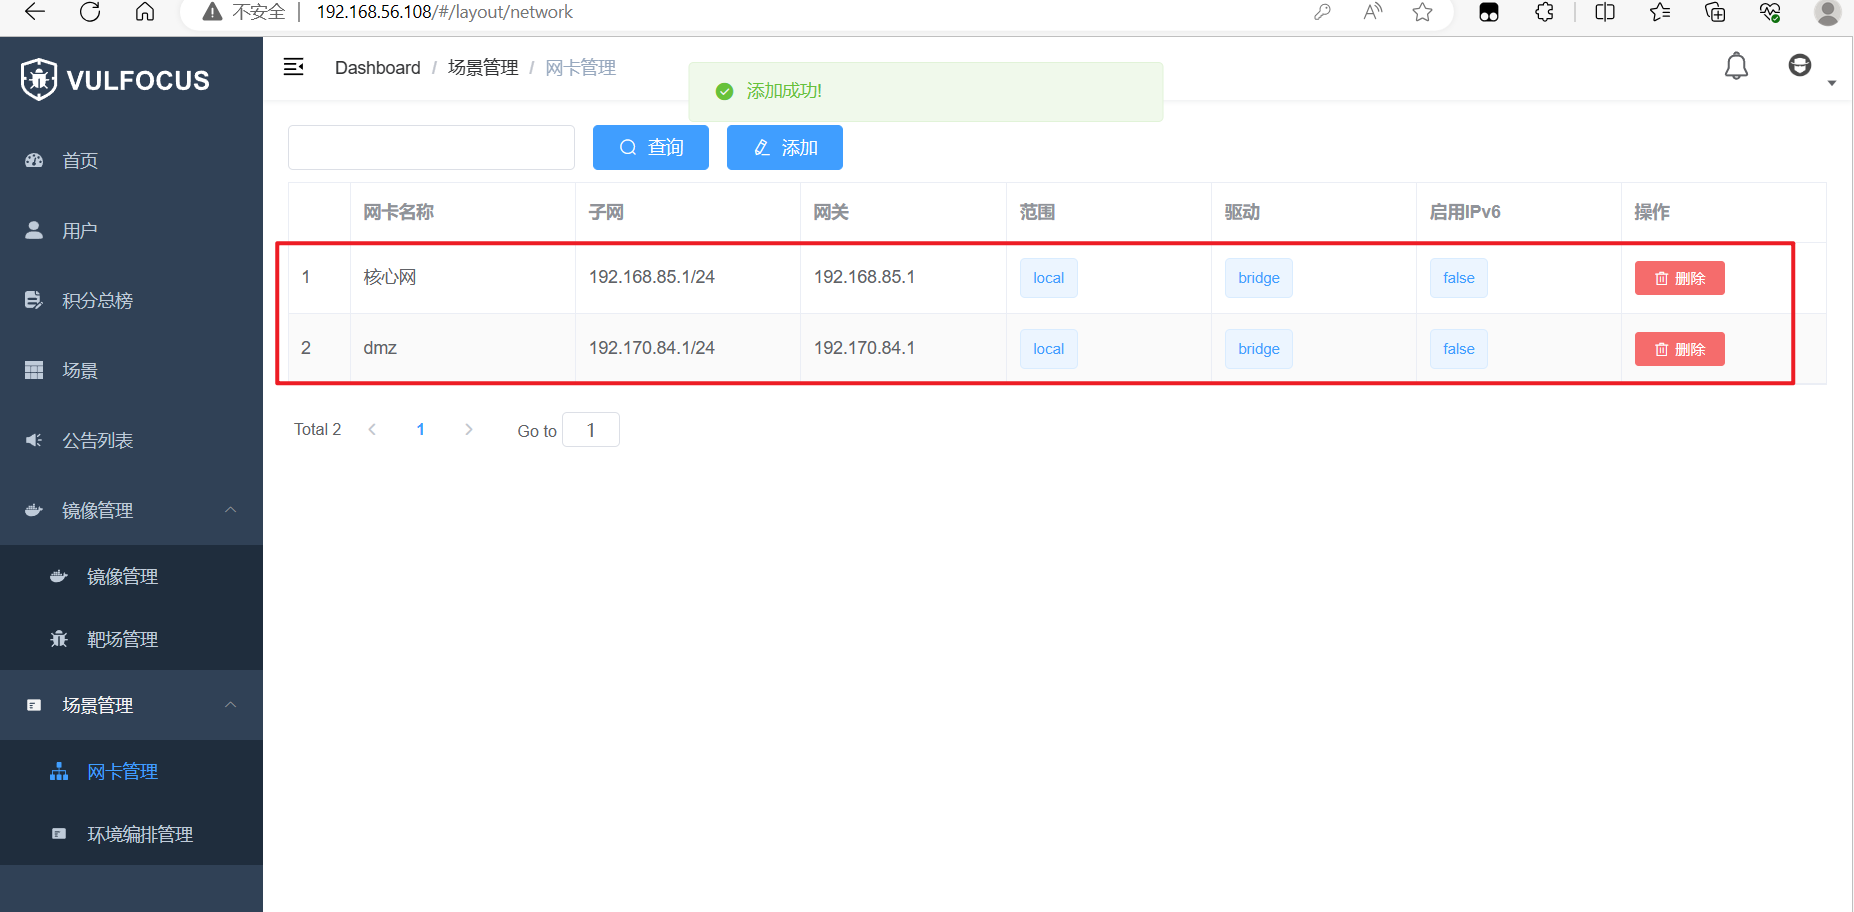 不安全 | 192.168.56.108/#/layout/network
VULFOCUS
首页
用户
积分总榜
场景
公告列表
镜像管理
镜像管理
靶场管理
场景管理
网卡管理
环境编排管理
Dashboard / 场景管理 / 网卡管理
添加成功!
查询 添加
网卡名称 子网 网关 范围 驱动 启用IPv6 操作
1 核心网 192.168.85.1/24 192.168.85.1 local bridge false 删除
2 dmz 192.170.84.1/24 192.170.84.1 local bridge false 删除
Total 2 1 Go to 1